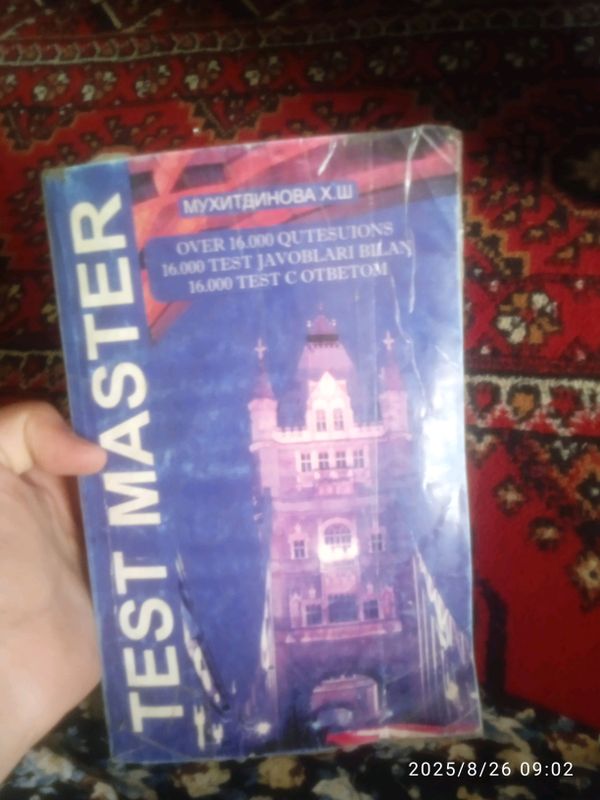 МУХИТДИНОВА Х.Ш
OVER 16.000 QUTESUIONS
16.000 TEST JAVOBLARI BILAN
16.000 TEST C OTBETOM
TEST MASTER
2025/8/26 09:02